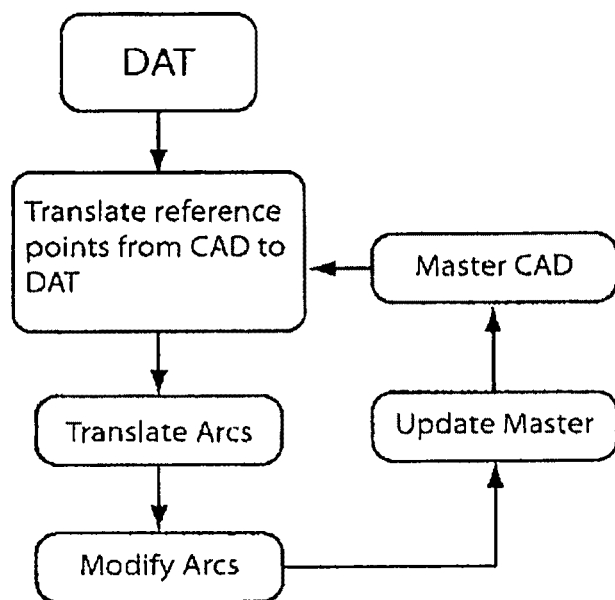 DAT
Translate reference
points from CAD to
DAT
Master CAD
Translate Arcs
Update Master
Modify Arcs